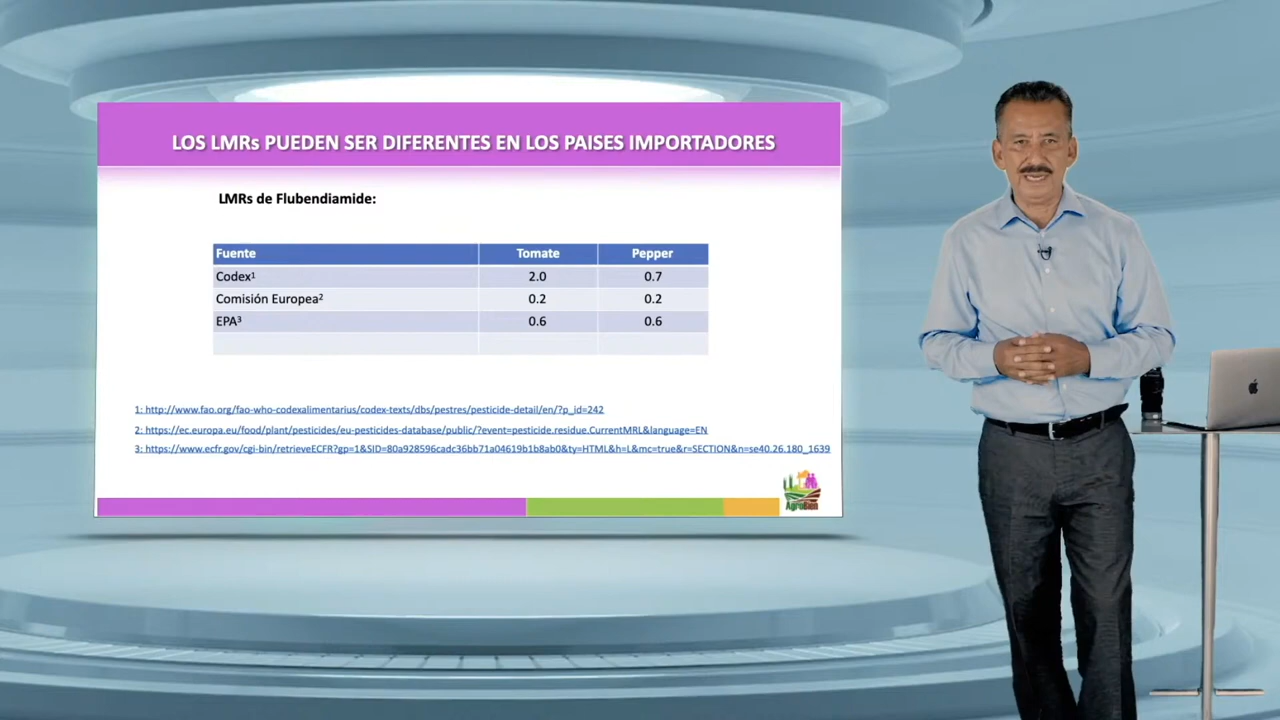 LOS LMRs PUEDEN SER DIFERENTES EN LOS PAISES IMPORTADORES
LMRs de Flubendiamide:
Fuente Tomate Pepper
Codex¹ 2.0 0.7
Comisión Europea² 0.2 0.2
EPA³ 0.6 0.6
1: http://www.fao.org/fao-who-codexalimentarius/codex-texts/dbs/pestres/pesticide-detail/en/?p_id=242
2: https://ec.europa.eu/food/plant/pesticides/eu-pesticides-database/public/?event=pesticide.residue.CurrentMRL&language=EN
3: https://www.ecfr.gov/cgi-bin/retrieveECFR?gp=1&SID=80a928596cadc36bb71a04619b1b8ab0&ty=HTML&h=L&mc=true&r=SECTION&n=se40.26.180_1639